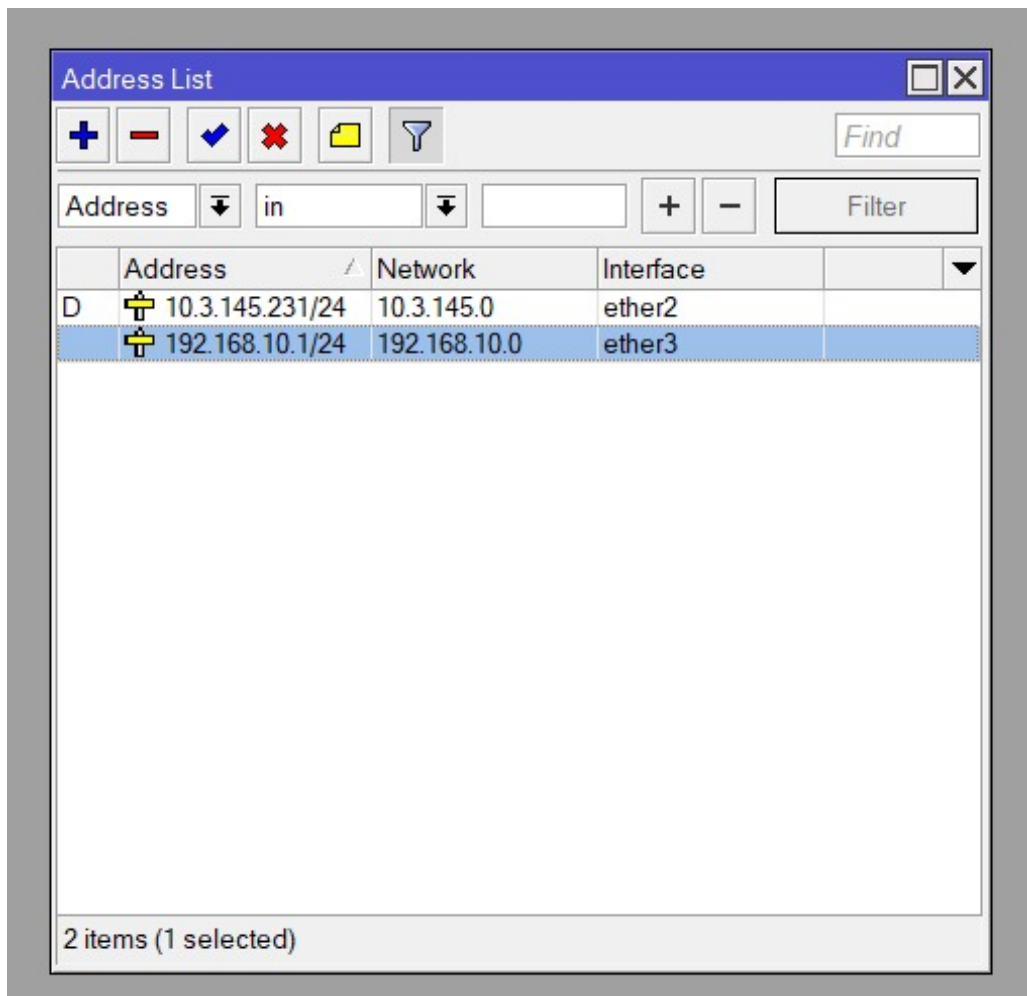 Address List
Find
Address in + − Filter
Address Network Interface
D 10.3.145.231/24 10.3.145.0 ether2
192.168.10.1/24 192.168.10.0 ether3
2 items (1 selected)